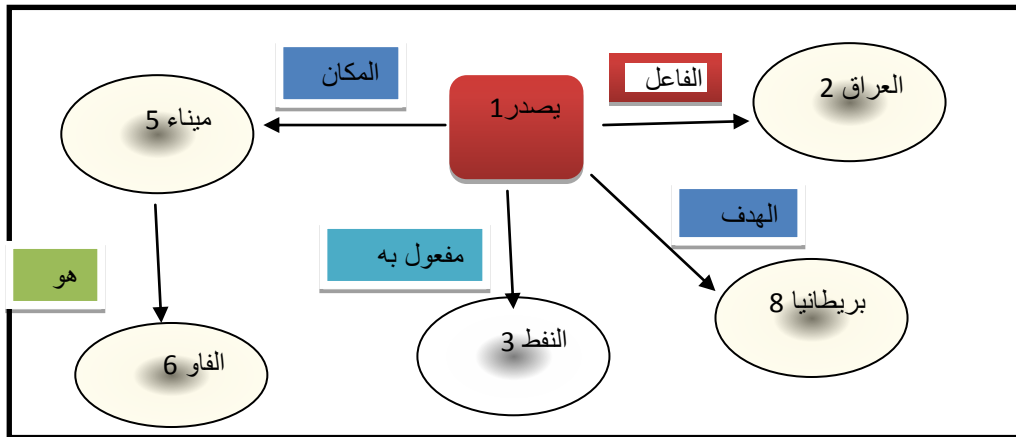 المكان
الفاعل
العراق 2
ميناء 5
يصدر1
الهدف
مفعول به
هو
بريطانيا 8
النفط 3
الفاو 6